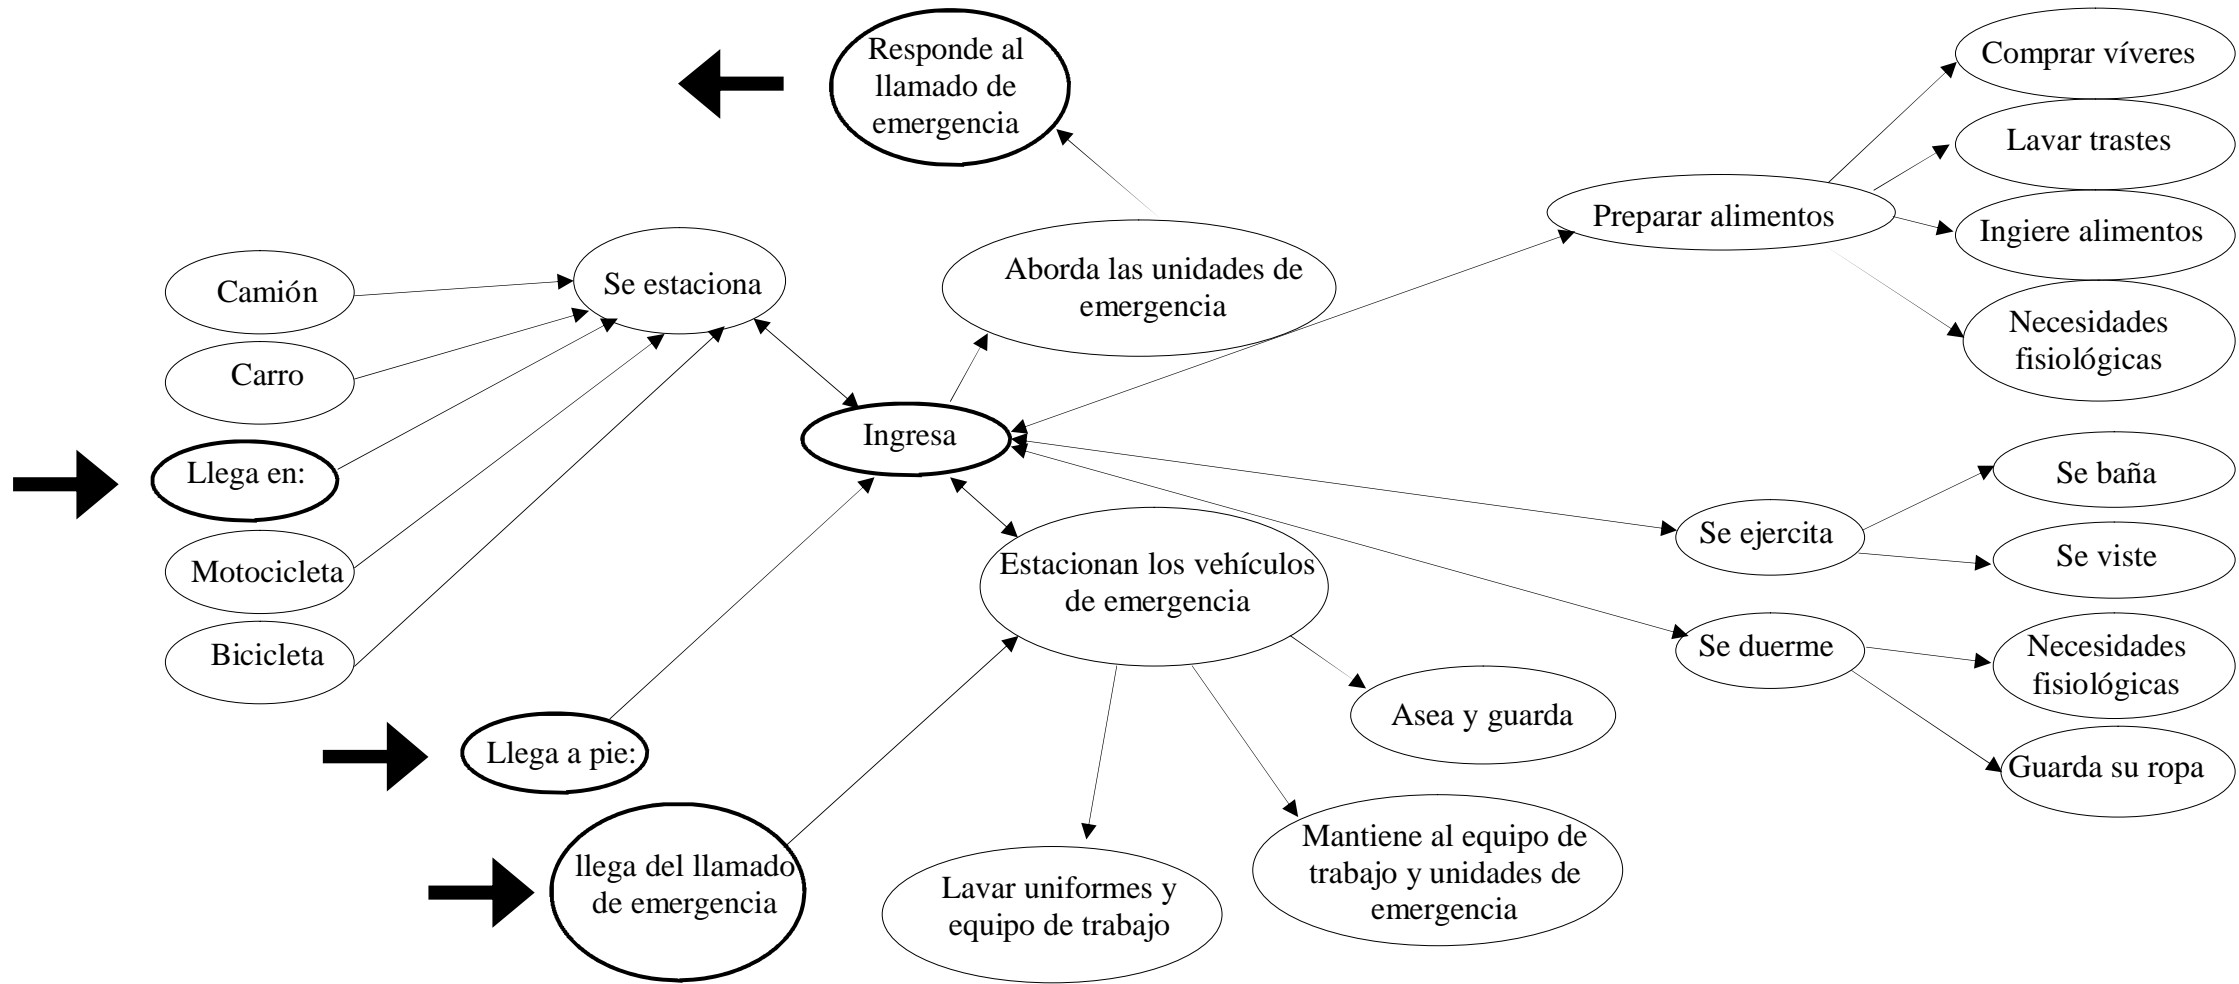 Responde al
llamado de
emergencia
Comprar víveres
Lavar trastes
Preparar alimentos
Ingiere alimentos
Necesidades
fisiológicas
Camión
Se estaciona
Aborda las unidades de
emergencia
Carro
Ingresa
Llega en:
Motocicleta
Bicicleta
Estacionan los vehículos
de emergencia
Se ejercita
Se baña
Se viste
Se duerme
Necesidades
fisiológicas
Guarda su ropa
Asea y guarda
Llega a pie:
llega del llamado
de emergencia
Lavar uniformes y
equipo de trabajo
Mantiene al equipo de
trabajo y unidades de
emergencia